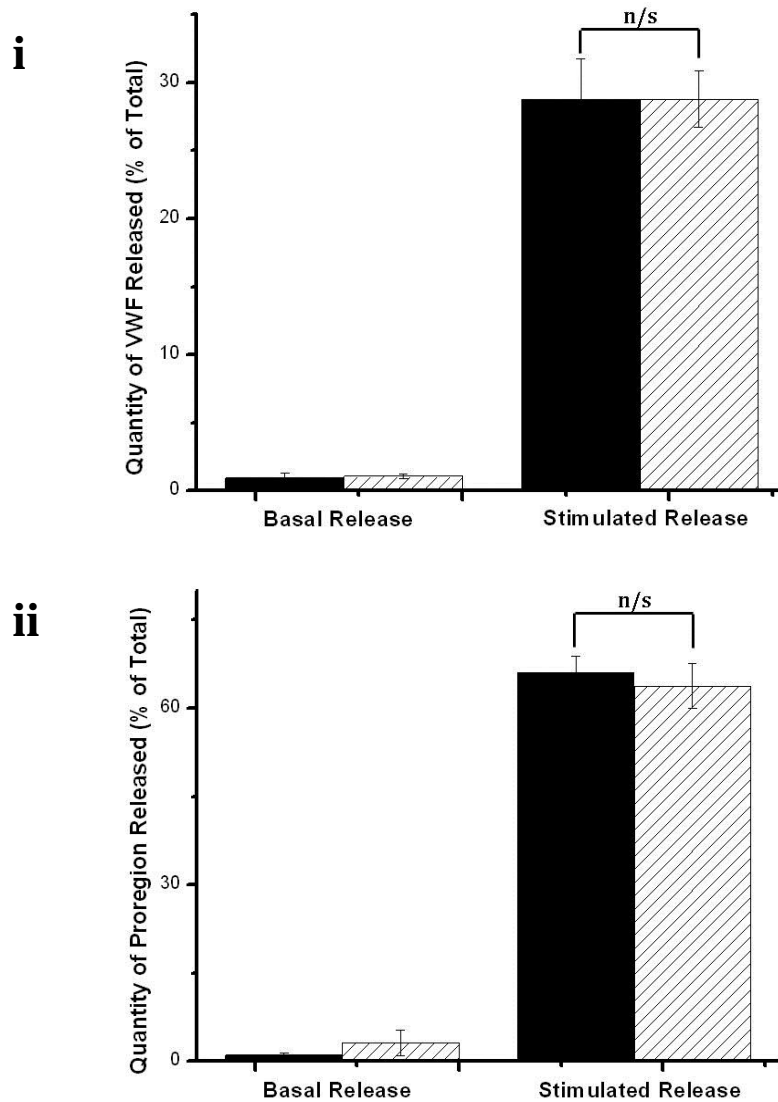 i
n/s
Quantity of VWF Released (% of Total)
30
20
10
0
Basal Release
Stimulated Release
ii
n/s
Quantity of Proregion Released (% of Total)
60
30
0
Basal Release
Stimulated Release